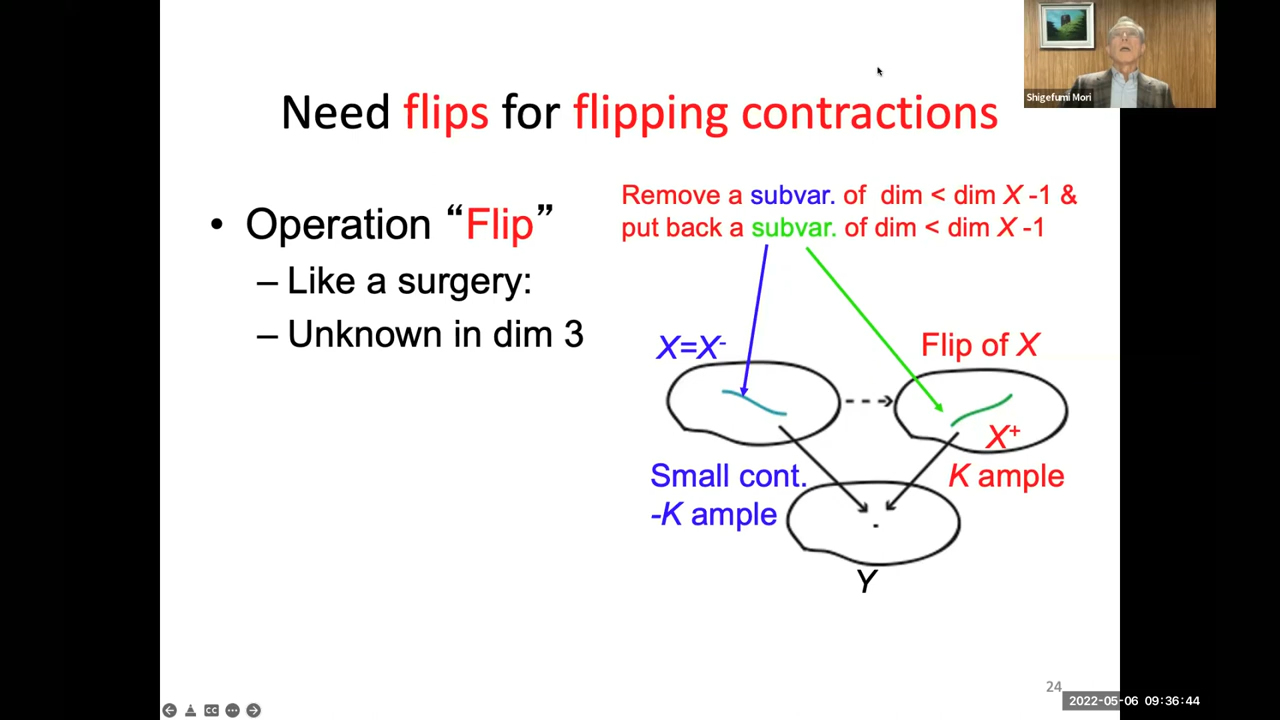 Shigefumi Mori
Need flips for flipping contractions
• Operation “Flip”
– Like a surgery:
– Unknown in dim 3
Remove a subvar. of dim < dim X -1 &
put back a subvar. of dim < dim X -1
X=X-
Flip of X
X+
Small cont.
-K ample
K ample
Y
24
CC
2022-05-06 09:36:44